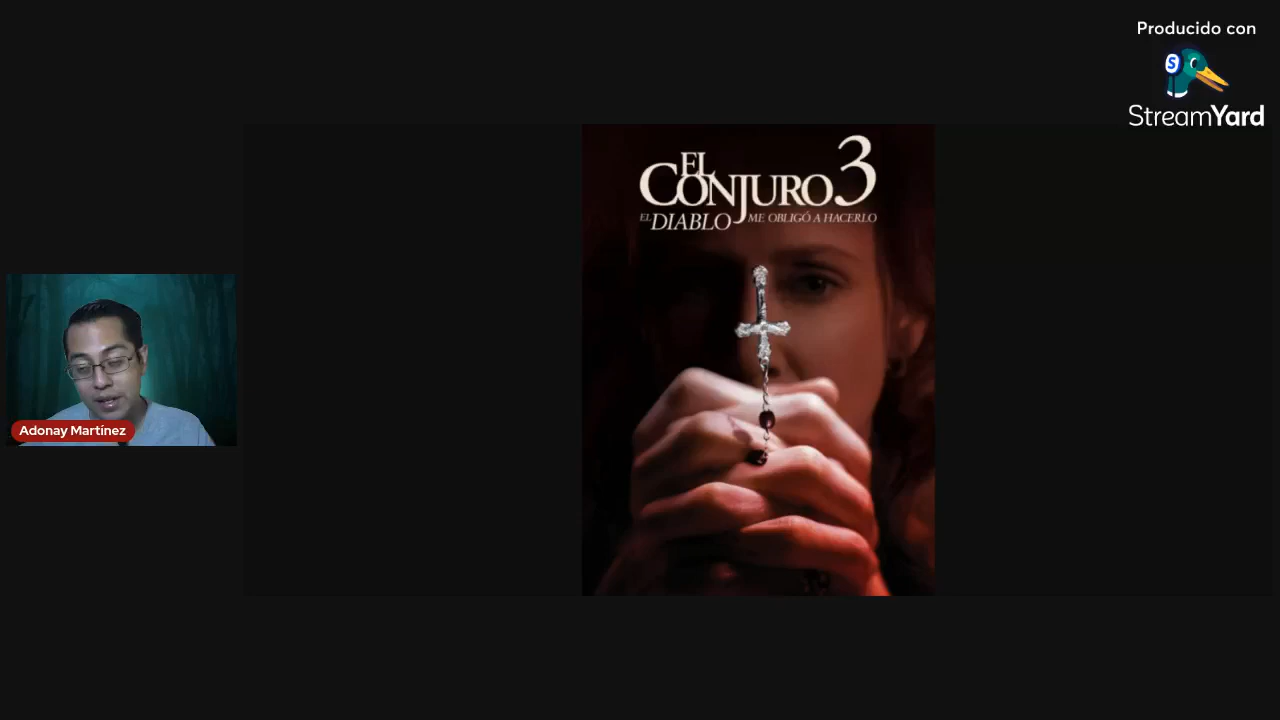 Producido con
S
StreamYard
EL
CONJURO 3
EL DIABLO ME OBLIGÓ A HACERLO
Adonay Martínez